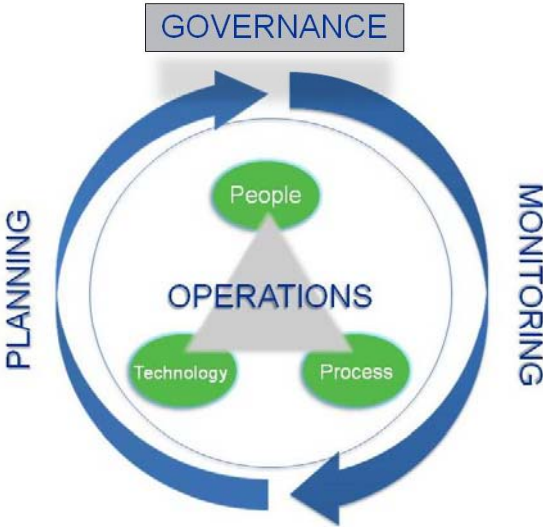 GOVERNANCE
People
PLANNING
MONITORING
OPERATIONS
Technology
Process